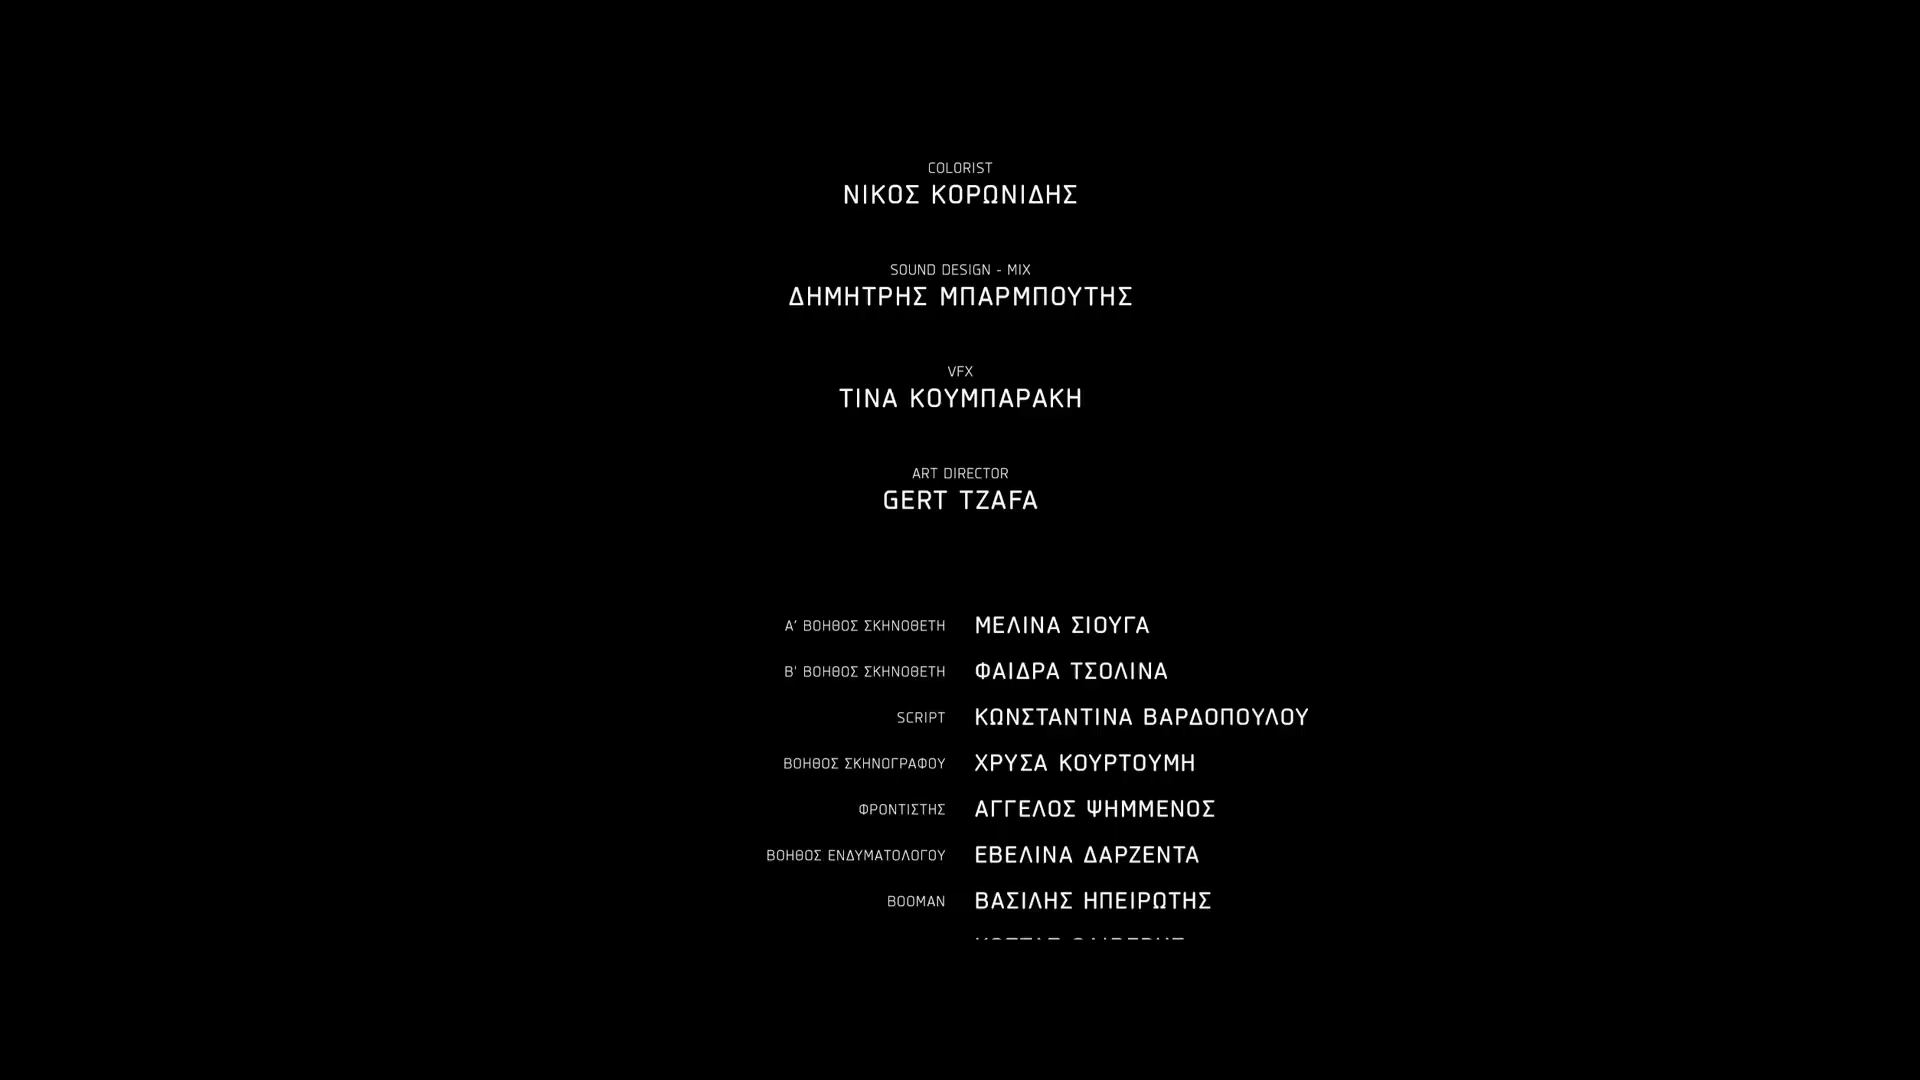 COLORIST
ΝΙΚΟΣ ΚΟΡΩΝΙΔΗΣ
SOUND DESIGN - MIX
ΔΗΜΗΤΡΗΣ ΜΠΑΡΜΠΟΥΤΗΣ
VFX
ΤΙΝΑ ΚΟΥΜΠΑΡΑΚΗ
ART DIRECTOR
GERT TZAFA
Α’ ΒΟΗΘΟΣ ΣΚΗΝΟΘΕΤΗ ΜΕΛΙΝΑ ΣΙΟΥΓΑ
Β' ΒΟΗΘΟΣ ΣΚΗΝΟΘΕΤΗ ΦΑΙΔΡΑ ΤΣΟΛΙΝΑ
SCRIPT ΚΩΝΣΤΑΝΤΙΝΑ ΒΑΡΔΟΠΟΥΛΟΥ
ΒΟΗΘΟΣ ΣΚΗΝΟΓΡΑΦΟΥ ΧΡΥΣΑ ΚΟΥΡΤΟΥΜΗ
ΦΡΟΝΤΙΣΤΗΣ ΑΓΓΕΛΟΣ ΨΗΜΜΕΝΟΣ
ΒΟΗΘΟΣ ΕΝΔΥΜΑΤΟΛΟΓΟΥ ΕΒΕΛΙΝΑ ΔΑΡΖΕΝΤΑ
BOOMAN ΒΑΣΙΛΗΣ ΗΠΕΙΡΩΤΗΣ